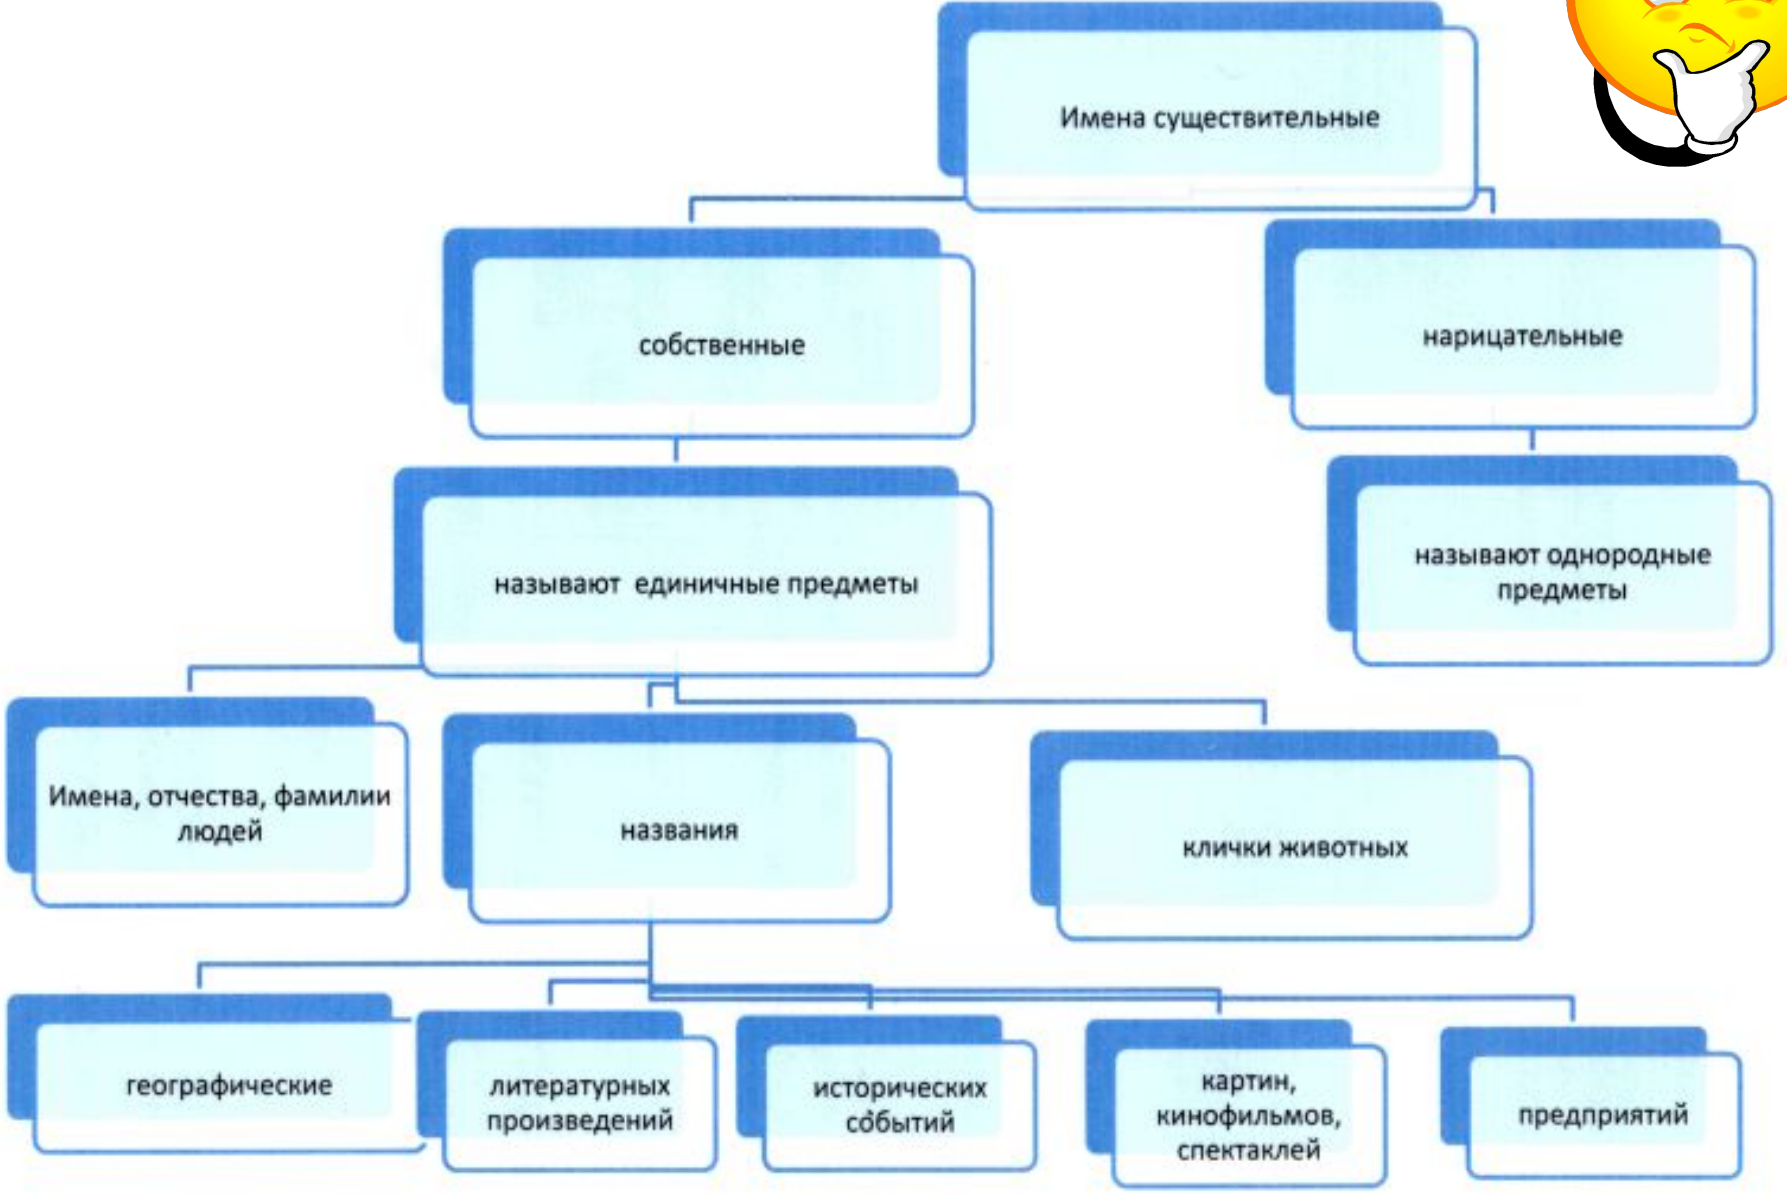 Имена существительные
собственные
нарицательные
называют единичные предметы
называют однородные
предметы
Имена, отчества, фамилии
людей
названия
клички животных
географические
литературных
произведений
исторических
событий
картин,
кинофильмов,
спектаклей
предприятий